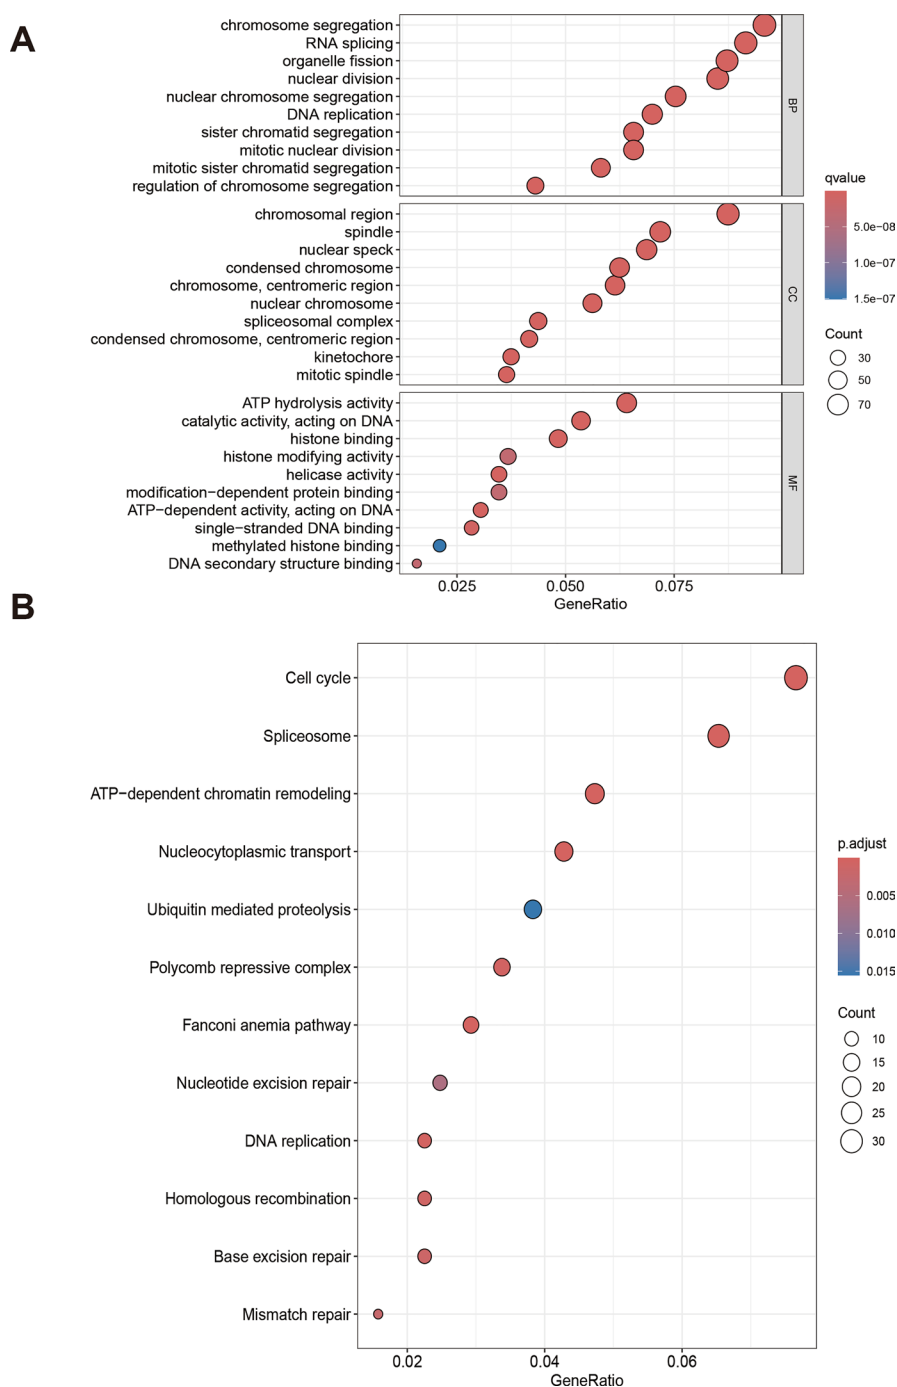 A
chromosome segregation
RNA splicing
organelle fission
nuclear division
nuclear chromosome segregation
DNA replication
sister chromatid segregation
mitotic nuclear division
mitotic sister chromatid segregation
regulation of chromosome segregation
BP
chromosomal region
spindle
nuclear speck
condensed chromosome
chromosome, centromeric region
nuclear chromosome
spliceosomal complex
condensed chromosome, centromeric region
kinetochore
mitotic spindle
CC
ATP hydrolysis activity
catalytic activity, acting on DNA
histone binding
histone modifying activity
helicase activity
modification−dependent protein binding
ATP−dependent activity, acting on DNA
single−stranded DNA binding
methylated histone binding
DNA secondary structure binding
MF
0.025 0.050 0.075
GeneRatio
qvalue
5.0e−08
1.0e−07
1.5e−07
Count
30
50
70
B
Cell cycle
Spliceosome
ATP−dependent chromatin remodeling
Nucleocytoplasmic transport
Ubiquitin mediated proteolysis
Polycomb repressive complex
Fanconi anemia pathway
Nucleotide excision repair
DNA replication
Homologous recombination
Base excision repair
Mismatch repair
0.02 0.04 0.06
GeneRatio
p.adjust
0.005
0.010
0.015
Count
10
15
20
25
30